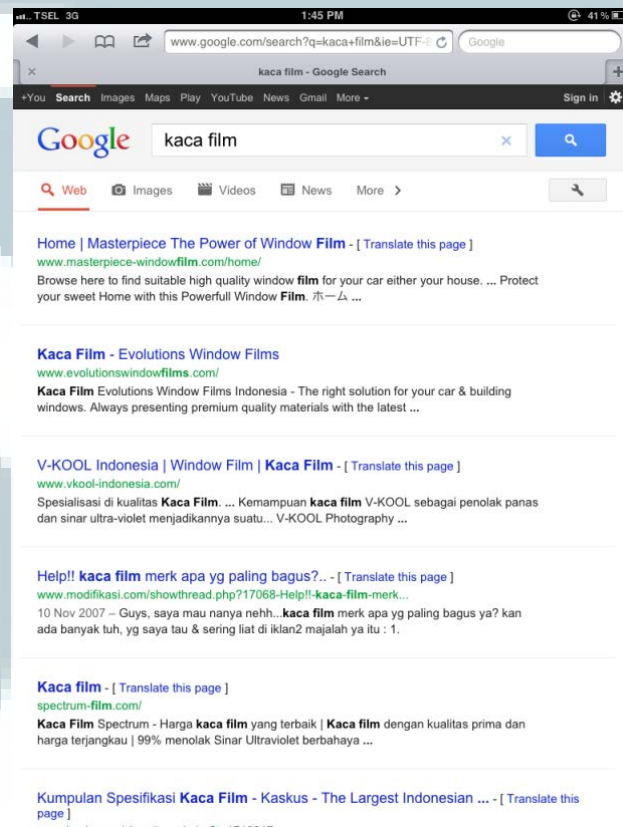 TSEL 3G 1:45 PM 41%
www.google.com/search?q=kaca+film&ie=UTF-8 Google
kaca film - Google Search
+You Search Images Maps Play YouTube News Gmail More Sign in
Google kaca film
Web Images Videos News More
Home | Masterpiece The Power of Window Film - [ Translate this page ]
www.masterpiece-windowfilm.com/home/
Browse here to find suitable high quality window film for your car either your house. ... Protect
your sweet Home with this Powerfull Window Film. ホーム ...
Kaca Film - Evolutions Window Films
www.evolutionswindowfilms.com/
Kaca Film Evolutions Window Films Indonesia - The right solution for your car & building
windows. Always presenting premium quality materials with the latest ...
V-KOOL Indonesia | Window Film | Kaca Film - [ Translate this page ]
www.vkool-indonesia.com/
Spesialisasi di kualitas Kaca Film. ... Kemampuan kaca film V-KOOL sebagai penolak panas
dan sinar ultra-violet menjadikannya suatu... V-KOOL Photography ...
Help!! kaca film merk apa yg paling bagus?.. - [ Translate this page ]
www.modifikasi.com/showthread.php?17068-Help!!-kaca-film-merk...
10 Nov 2007 – Guys, saya mau nanya nehh...kaca film merk apa yg paling bagus ya? kan
ada banyak tuh, yg saya tau & sering liat di iklan2 majalah ya itu : 1.
Kaca film - [ Translate this page ]
spectrum-film.com/
Kaca Film Spectrum - Harga kaca film yang terbaik | Kaca film dengan kualitas prima dan
harga terjangkau | 99% menolak Sinar Ultraviolet berbahaya ...
Kumpulan Spesifikasi Kaca Film - Kaskus - The Largest Indonesian ... - [ Translate this
page ]